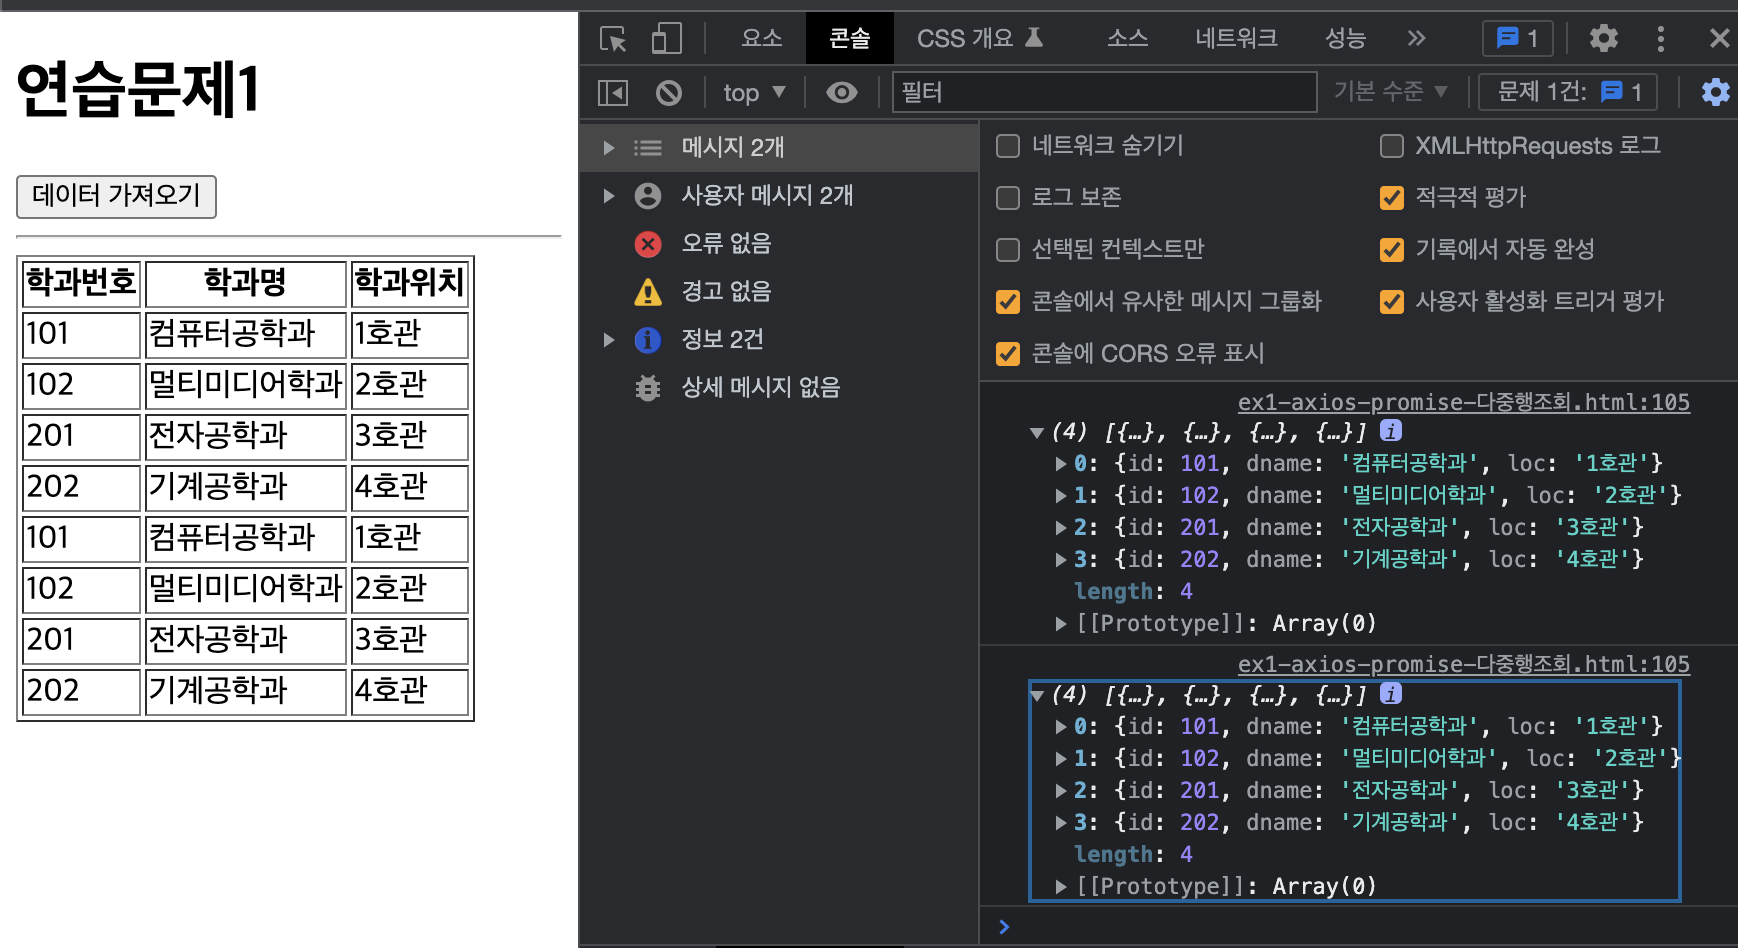 연습문제1
데이터 가져오기
학과번호 학과명 학과위치
101 컴퓨터공학과 1호관
102 멀티미디어학과 2호관
201 전자공학과 3호관
202 기계공학과 4호관
101 컴퓨터공학과 1호관
102 멀티미디어학과 2호관
201 전자공학과 3호관
202 기계공학과 4호관
요소 콘솔 CSS 개요 소스 네트워크 성능 1
top 필터 기본 수준 문제 1건: 1
메시지 2개
사용자 메시지 2개
오류 없음
경고 없음
정보 2건
상세 메시지 없음
네트워크 숨기기 XMLHttpRequests 로그
로그 보존 적극적 평가
선택된 컨텍스트만 기록에서 자동 완성
콘솔에서 유사한 메시지 그룹화 사용자 활성화 트리거 평가
콘솔에 CORS 오류 표시
ex1-axios-promise-다중행조회.html:105
(4) [{…}, {…}, {…}, {…}] i
0: {id: 101, dname: '컴퓨터공학과', loc: '1호관'}
1: {id: 102, dname: '멀티미디어학과', loc: '2호관'}
2: {id: 201, dname: '전자공학과', loc: '3호관'}
3: {id: 202, dname: '기계공학과', loc: '4호관'}
length: 4
[[Prototype]]: Array(0)
ex1-axios-promise-다중행조회.html:105
(4) [{…}, {…}, {…}, {…}] i
0: {id: 101, dname: '컴퓨터공학과', loc: '1호관'}
1: {id: 102, dname: '멀티미디어학과', loc: '2호관'}
2: {id: 201, dname: '전자공학과', loc: '3호관'}
3: {id: 202, dname: '기계공학과', loc: '4호관'}
length: 4
[[Prototype]]: Array(0)